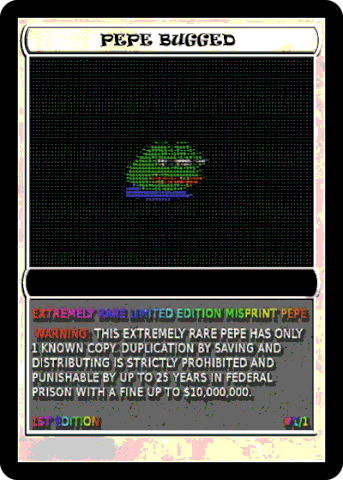 PEPE BUGGED
EXTREMELY RARE LIMITED EDITION MISPRINT PEPE
WARNING: THIS EXTREMELY RARE PEPE HAS ONLY
1 KNOWN COPY. DUPLICATION BY SAVING AND
DISTRIBUTING IS STRICTLY PROHIBITED AND
PUNISHABLE BY UP TO 25 YEARS IN FEDERAL
PRISON WITH A FINE UP TO $10,000,000.
1ST EDITION # 1/1